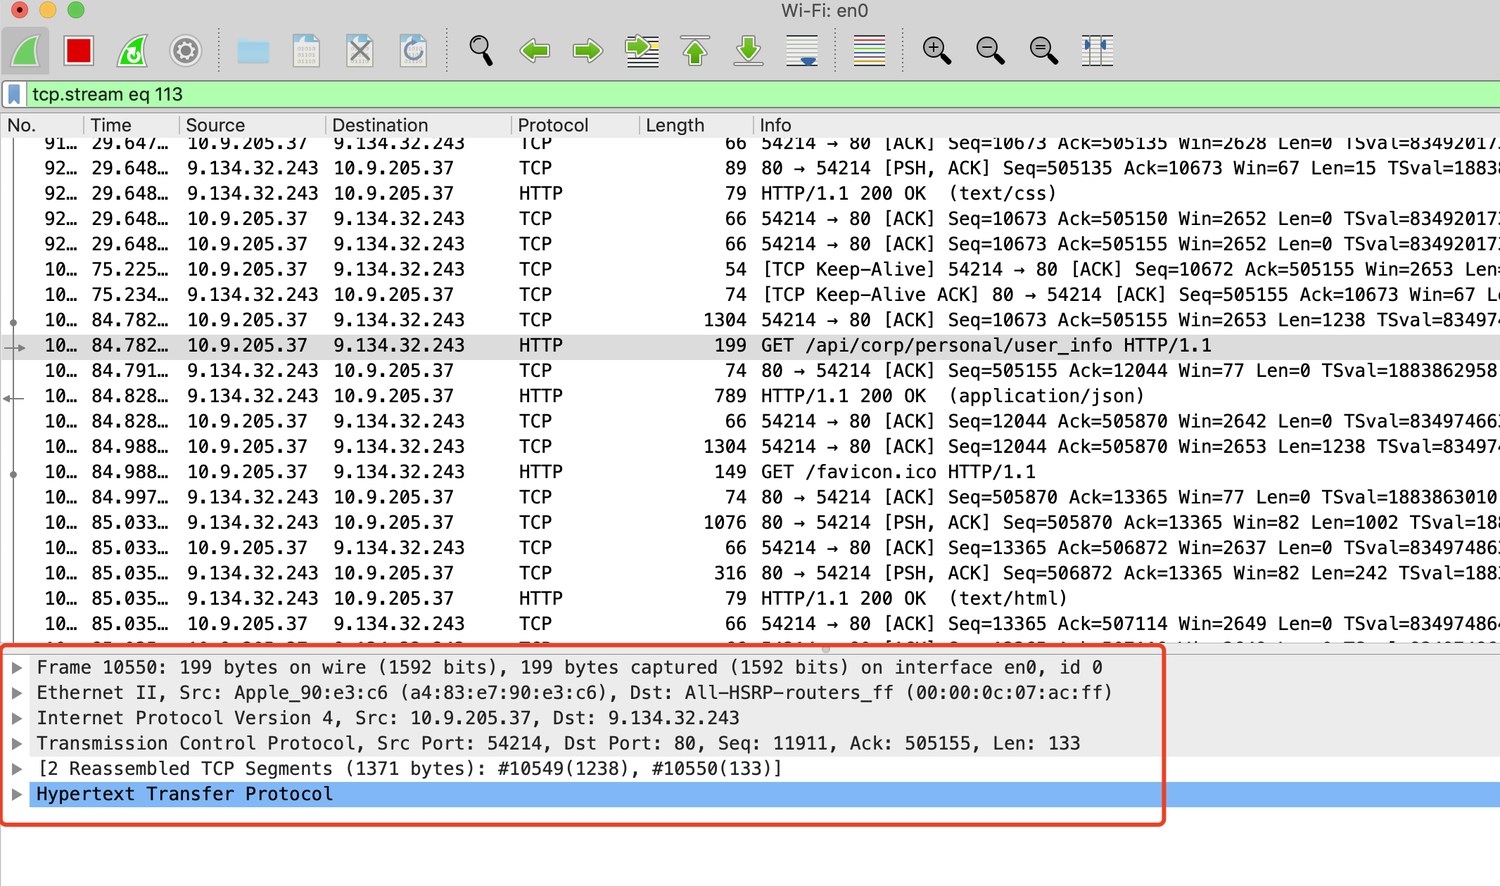 Wi-Fi: en0
tcp.stream eq 113
No. Time Source Destination Protocol Length Info
91… 29.647… 10.9.205.37 9.134.32.243 TCP 66 54214 → 80 [ACK] Seq=10673 Ack=505135 Win=2628 Len=0 TSval=834920173
92… 29.648… 9.134.32.243 10.9.205.37 TCP 89 80 → 54214 [PSH, ACK] Seq=505135 Ack=10673 Win=67 Len=15 TSval=18838
92… 29.648… 9.134.32.243 10.9.205.37 HTTP 79 HTTP/1.1 200 OK (text/css)
92… 29.648… 10.9.205.37 9.134.32.243 TCP 66 54214 → 80 [ACK] Seq=10673 Ack=505150 Win=2652 Len=0 TSval=834920173
92… 29.648… 10.9.205.37 9.134.32.243 TCP 66 54214 → 80 [ACK] Seq=10673 Ack=505155 Win=2652 Len=0 TSval=834920173
10… 75.225… 10.9.205.37 9.134.32.243 TCP 54 [TCP Keep-Alive] 54214 → 80 [ACK] Seq=10672 Ack=505155 Win=2653 Len=
10… 75.234… 9.134.32.243 10.9.205.37 TCP 74 [TCP Keep-Alive ACK] 80 → 54214 [ACK] Seq=505155 Ack=10673 Win=67 L
10… 84.782… 10.9.205.37 9.134.32.243 TCP 1304 54214 → 80 [ACK] Seq=10673 Ack=505155 Win=2653 Len=1238 TSval=83497
10… 84.782… 10.9.205.37 9.134.32.243 HTTP 199 GET /api/corp/personal/user_info HTTP/1.1
10… 84.791… 9.134.32.243 10.9.205.37 TCP 74 80 → 54214 [ACK] Seq=505155 Ack=12044 Win=77 Len=0 TSval=1883862958
10… 84.828… 9.134.32.243 10.9.205.37 HTTP 789 HTTP/1.1 200 OK (application/json)
10… 84.828… 10.9.205.37 9.134.32.243 TCP 66 54214 → 80 [ACK] Seq=12044 Ack=505870 Win=2642 Len=0 TSval=83497466
10… 84.988… 10.9.205.37 9.134.32.243 TCP 1304 54214 → 80 [ACK] Seq=12044 Ack=505870 Win=2653 Len=1238 TSval=83497
10… 84.988… 10.9.205.37 9.134.32.243 HTTP 149 GET /favicon.ico HTTP/1.1
10… 84.997… 9.134.32.243 10.9.205.37 TCP 74 80 → 54214 [ACK] Seq=505870 Ack=13365 Win=77 Len=0 TSval=1883863010
10… 85.033… 9.134.32.243 10.9.205.37 TCP 1076 80 → 54214 [PSH, ACK] Seq=505870 Ack=13365 Win=82 Len=1002 TSval=188
10… 85.033… 10.9.205.37 9.134.32.243 TCP 66 54214 → 80 [ACK] Seq=13365 Ack=506872 Win=2637 Len=0 TSval=83497486
10… 85.035… 9.134.32.243 10.9.205.37 TCP 316 80 → 54214 [PSH, ACK] Seq=506872 Ack=13365 Win=82 Len=242 TSval=1883
10… 85.035… 9.134.32.243 10.9.205.37 HTTP 79 HTTP/1.1 200 OK (text/html)
10… 85.035… 10.9.205.37 9.134.32.243 TCP 66 54214 → 80 [ACK] Seq=13365 Ack=507114 Win=2649 Len=0 TSval=83497486
Frame 10550: 199 bytes on wire (1592 bits), 199 bytes captured (1592 bits) on interface en0, id 0
Ethernet II, Src: Apple_90:e3:c6 (a4:83:e7:90:e3:c6), Dst: All-HSRP-routers_ff (00:00:0c:07:ac:ff)
Internet Protocol Version 4, Src: 10.9.205.37, Dst: 9.134.32.243
Transmission Control Protocol, Src Port: 54214, Dst Port: 80, Seq: 11911, Ack: 505155, Len: 133
[2 Reassembled TCP Segments (1371 bytes): #10549(1238), #10550(133)]
Hypertext Transfer Protocol